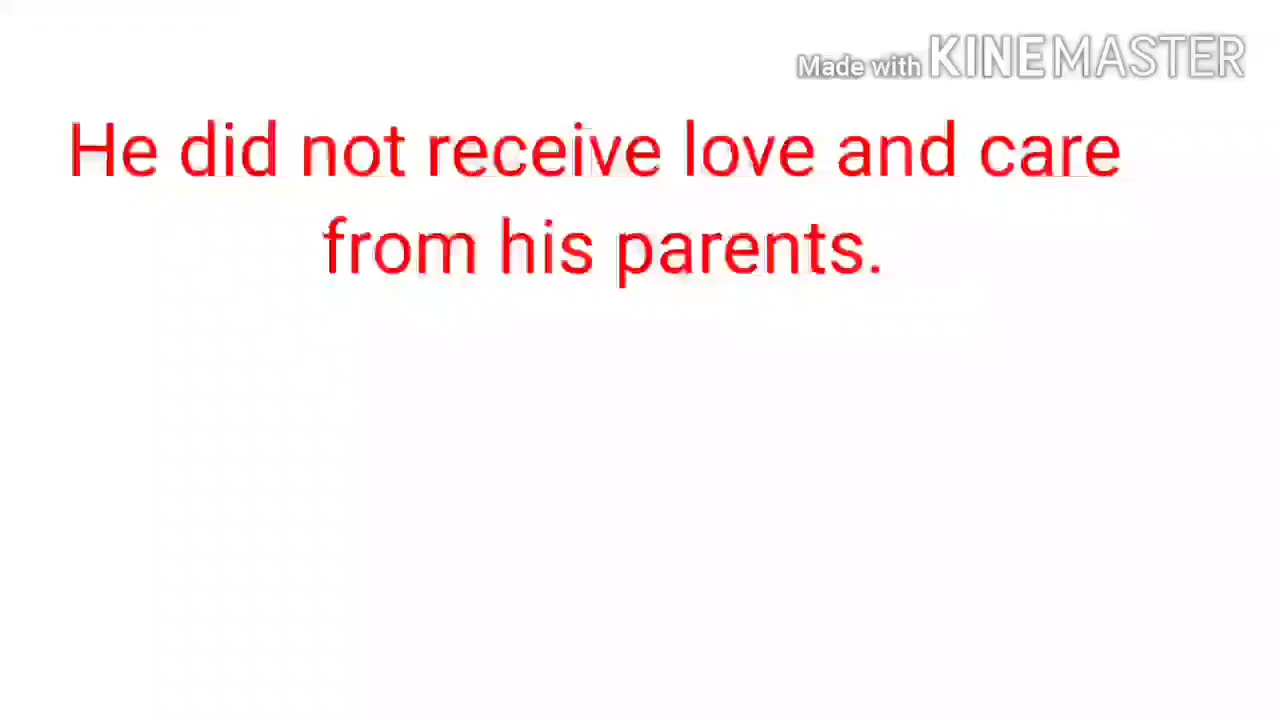 Made with KINEMASTER
He did not receive love and care
from his parents.